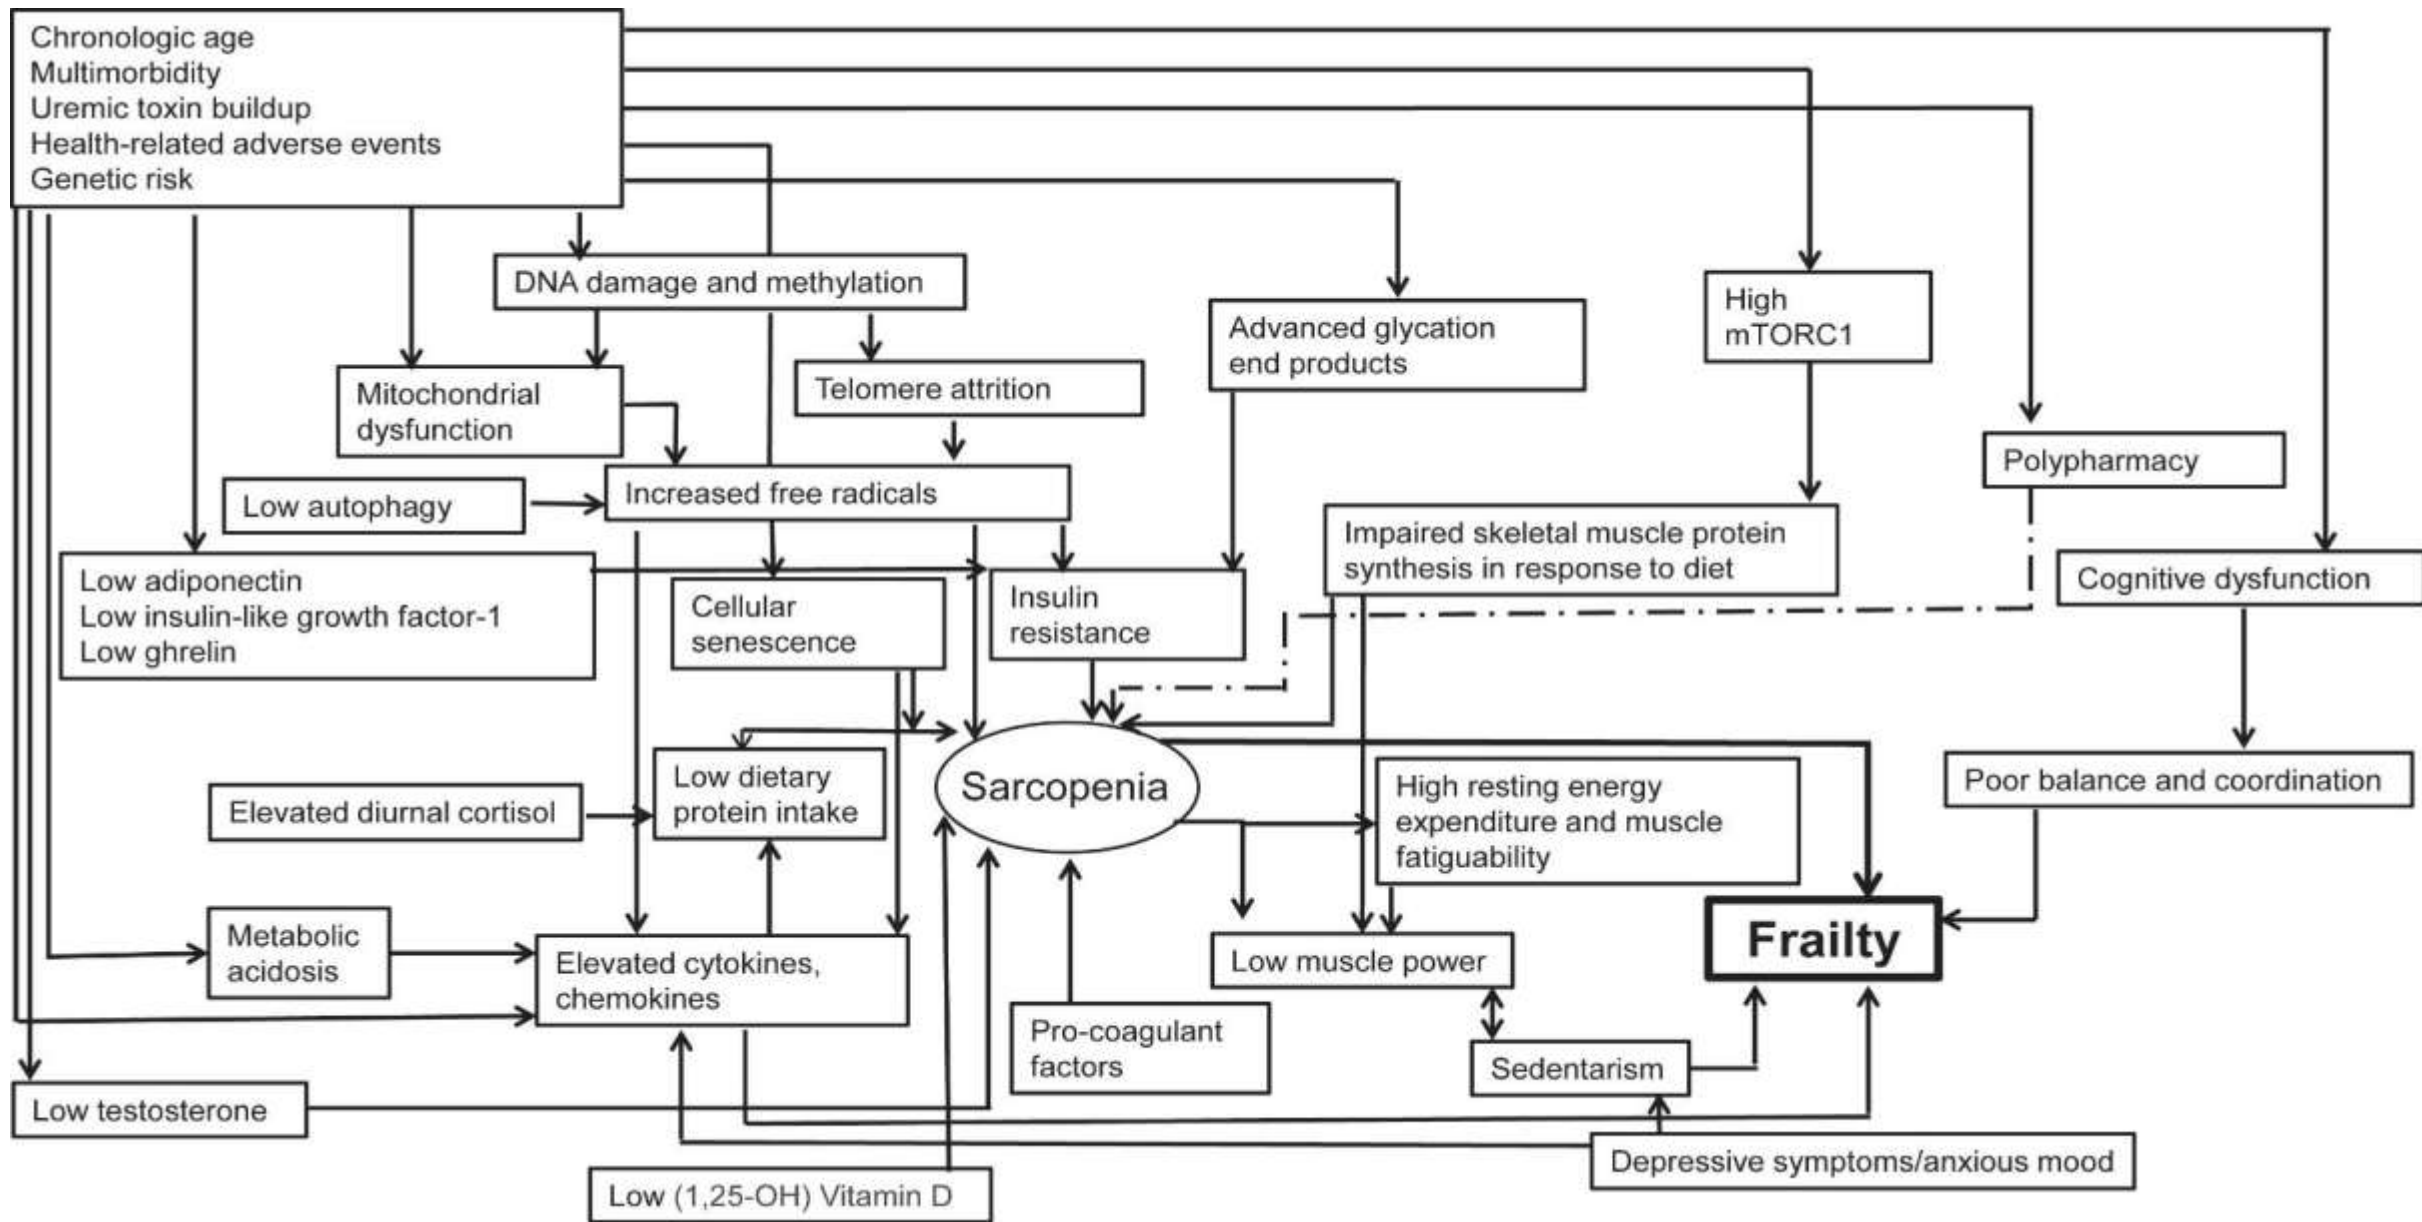 Chronologic age
Multimorbidity
Uremic toxin buildup
Health-related adverse events
Genetic risk
DNA damage and methylation
Advanced glycation
end products
High
mTORC1
Mitochondrial
dysfunction
Telomere attrition
Polypharmacy
Low autophagy
Increased free radicals
Impaired skeletal muscle protein
synthesis in response to diet
Cognitive dysfunction
Low adiponectin
Low insulin-like growth factor-1
Low ghrelin
Cellular
senescence
Insulin
resistance
Elevated diurnal cortisol
Low dietary
protein intake
Sarcopenia
High resting energy
expenditure and muscle
fatiguability
Poor balance and coordination
Metabolic
acidosis
Elevated cytokines,
chemokines
Low muscle power
Frailty
Pro-coagulant
factors
Sedentarism
Low testosterone
Depressive symptoms/anxious mood
Low (1,25-OH) Vitamin D